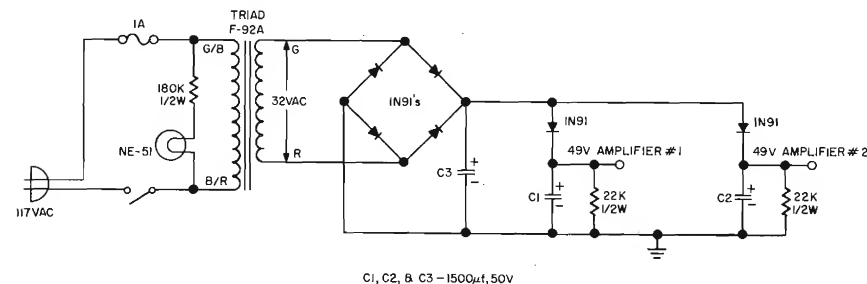 TRIAD
F-92A
1A
G/B
G
180K
1/2W
32VAC
1N91's
1N91
1N91
NE-51
49V AMPLIFIER #1
49V AMPLIFIER #2
R
B/R
C3
+
−
C1
+
−
22K
1/2W
C2
+
−
22K
1/2W
117VAC
C1, C2, & C3 – 1500μf, 50V